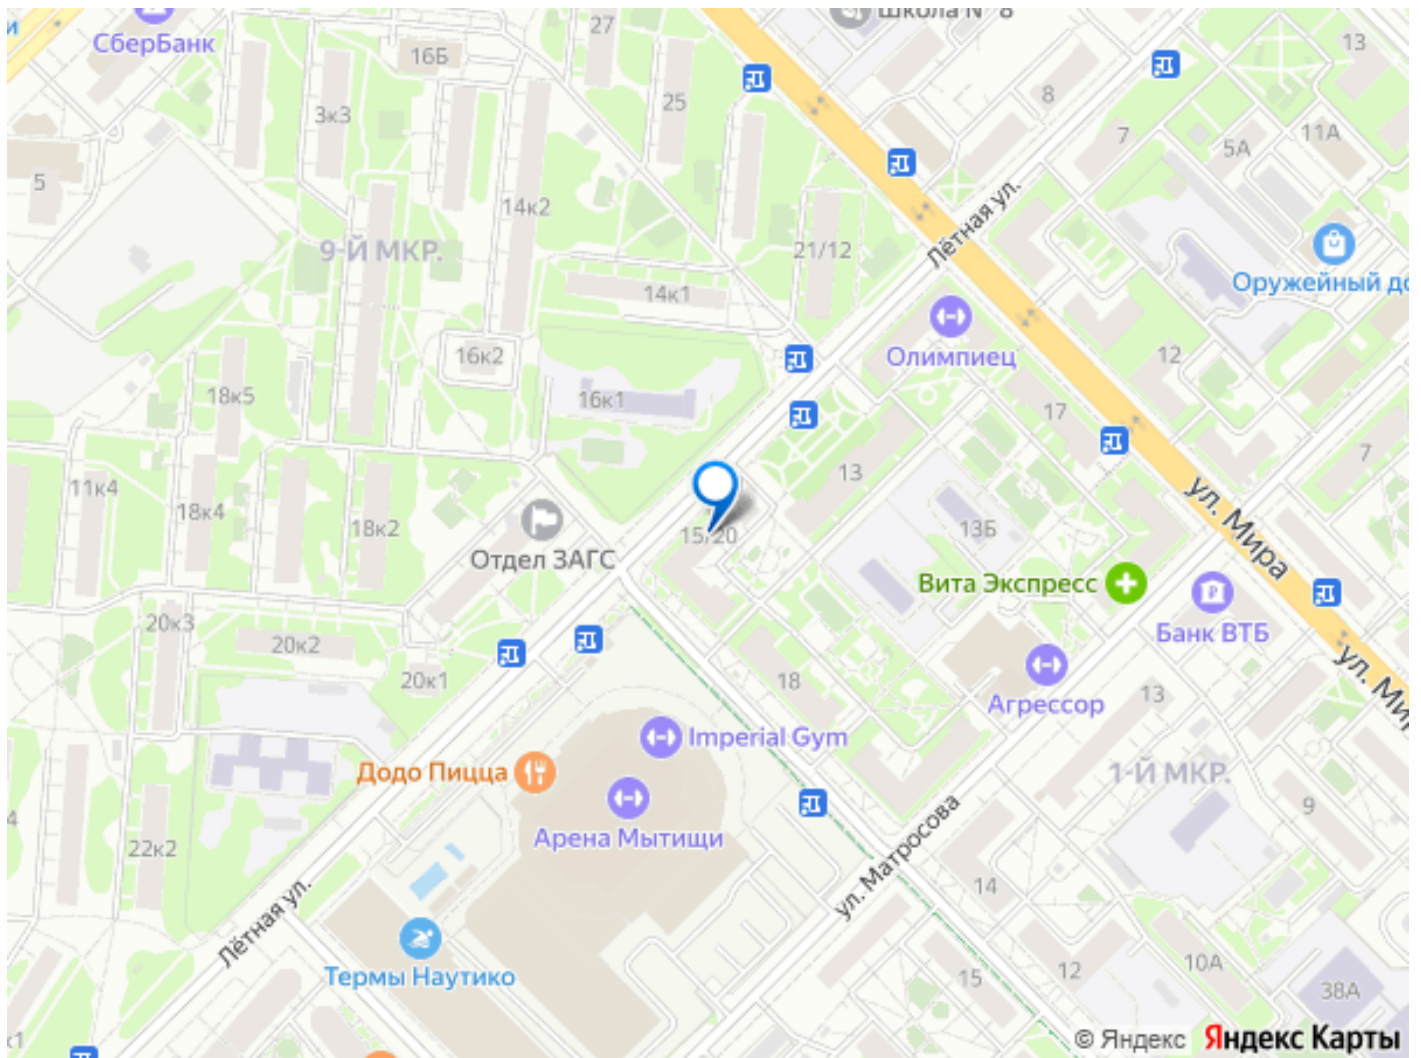 Школа № 8
27
13
и
СберБанк
16Б
8
3к3
25
7
11А
5А
5
14к2
Лётная ул.
9-Й МКР.
21/12
14к1
Оружейный до
Олимпиец
16к2
12
18к5
16к1
17
7
13
11к4
18к4
18к2
15/20
13Б
ул. Мира
Отдел ЗАГС
Вита Экспресс
20к3
Банк ВТБ
20к2
20к1
18
13
Агрессор
ул. Мир
Imperial Gym
Додо Пицца
1-Й МКР.
9
4
Арена Мытищи
22к2
ул. Матросова
14
Лётная ул.
Термы Наутико
15
12
10А
38А
к1
© Яндекс Яндекс Карты